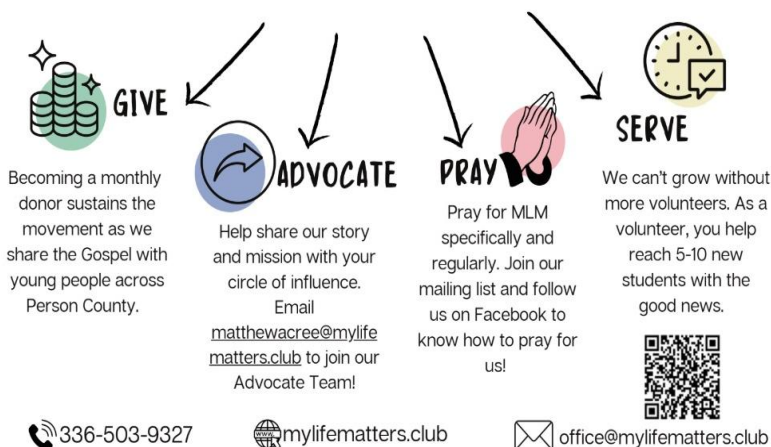 GIVE
Becoming a monthly
donor sustains the
movement as we
share the Gospel with
young people across
Person County.
ADVOCATE
Help share our story
and mission with your
circle of influence.
Email
matthewacree@mylife
matters.club to join our
Advocate Team!
PRAY
Pray for MLM
specifically and
regularly. Join our
mailing list and follow
us on Facebook to
know how to pray for
us!
SERVE
We can't grow without
more volunteers. As a
volunteer, you help
reach 5-10 new
students with the
good news.
336-503-9327
www
mylifematters.club
office@mylifematters.club